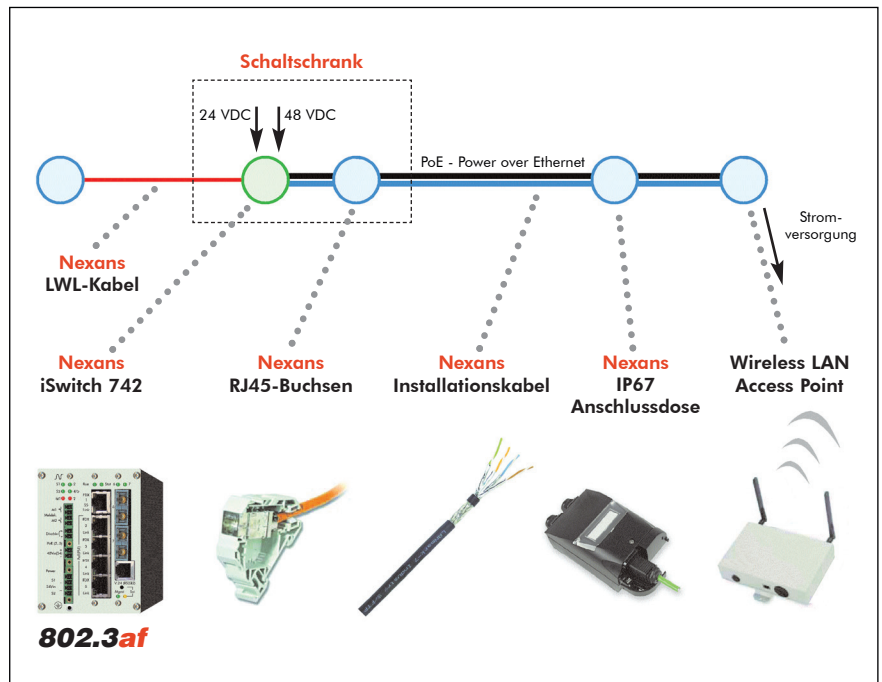 Schaltschrank
24 VDC
48 VDC
PoE - Power over Ethernet
Strom-
versorgung
Nexans
LWL-Kabel
Nexans
iSwitch 742
Nexans
RJ45-Buchsen
Nexans
Installationskabel
Nexans
IP67
Anschlussdose
Wireless LAN
Access Point
Power
802.3af